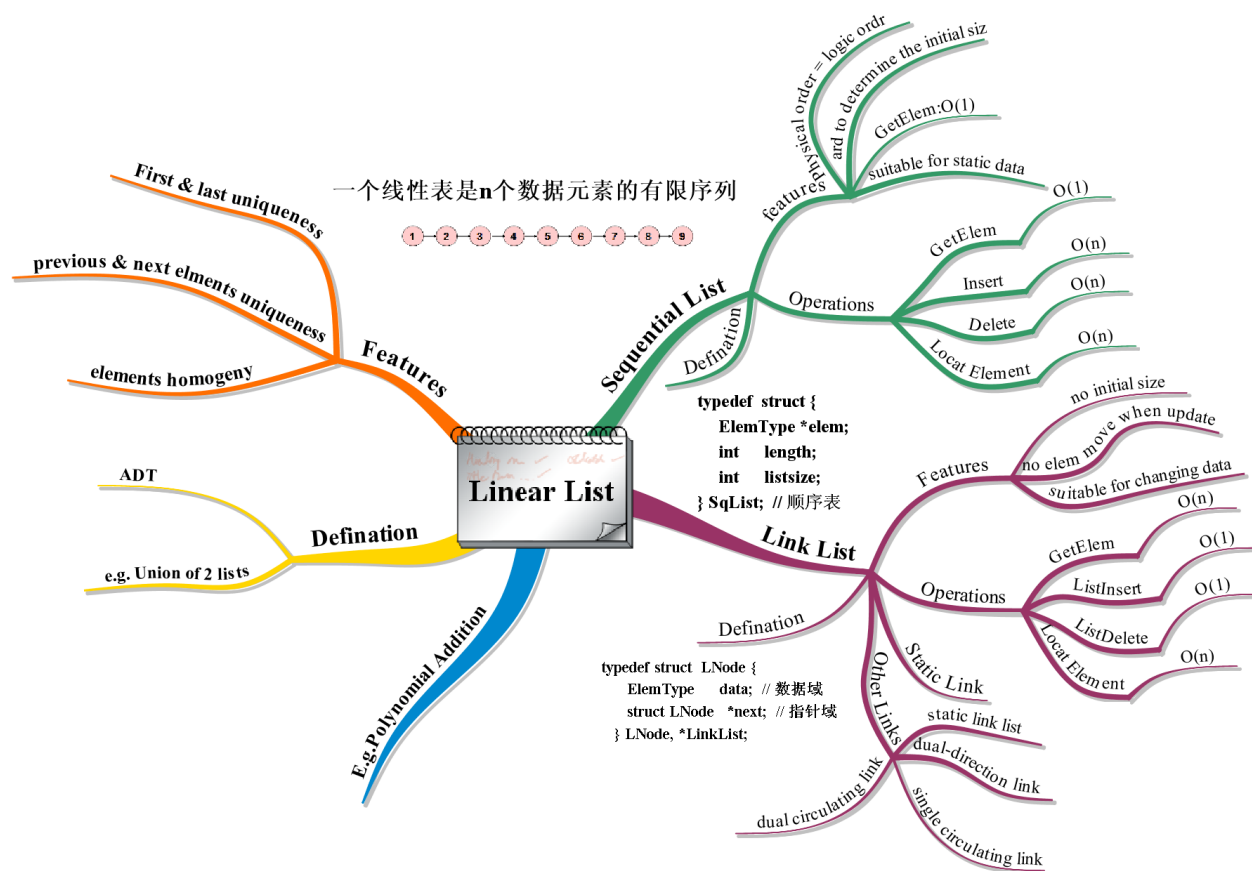 一个线性表是n个数据元素的有限序列
1 2 3 4 5 6 7 8 9
Linear List
Features
First & last uniqueness
previous & next elments uniqueness
elements homogeny
Defination
ADT
e.g. Union of 2 lists
E.g.Polynomial Addition
Sequential List
features
Physical order = logic ordr
ard to determine the initial siz
GetElem:O(1)
suitable for static data
Operations
GetElem
O(1)
Insert
O(n)
Delete
O(n)
Locat Element
O(n)
Defination
typedef struct {
ElemType *elem;
int length;
int listsize;
} SqList; // 顺序表
Link List
Features
no initial size
no elem move when update
suitable for changing data
Operations
GetElem
O(n)
ListInsert
O(1)
ListDelete
O(1)
Locat Element
O(n)
Defination
typedef struct LNode {
ElemType data; // 数据域
struct LNode *next; // 指针域
} LNode, *LinkList;
Static Link
Other Links
static link list
dual-direction link
single circulating link
dual circulating link